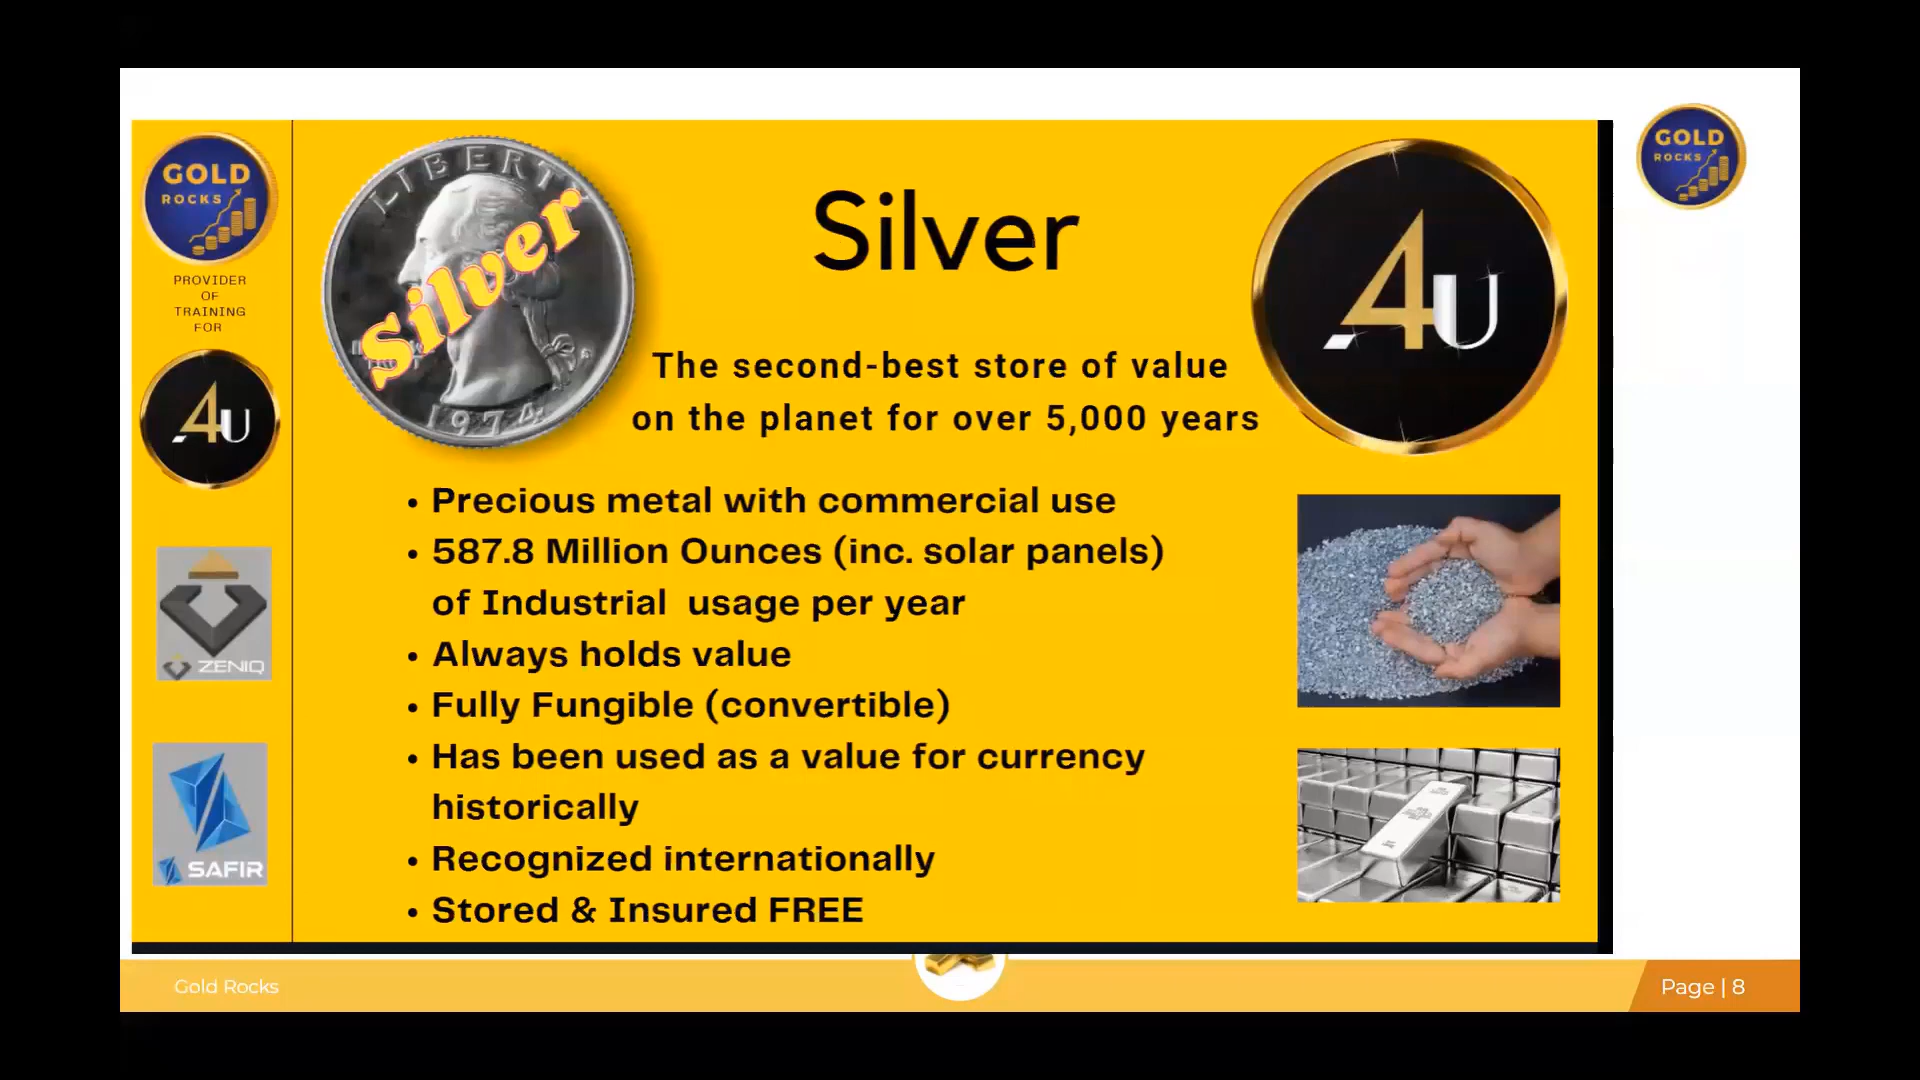 GOLD
ROCKS
PROVIDER
OF
TRAINING
FOR
4U
ZENIQ
SAFIR
LIBERTY
Silver
1974
Silver
The second-best store of value
on the planet for over 5,000 years
4U
• Precious metal with commercial use
• 587.8 Million Ounces (inc. solar panels)
of Industrial  usage per year
• Always holds value
• Fully Fungible (convertible)
• Has been used as a value for currency
historically
• Recognized internationally
• Stored & Insured FREE
GOLD
ROCKS
Gold Rocks
Page | 8